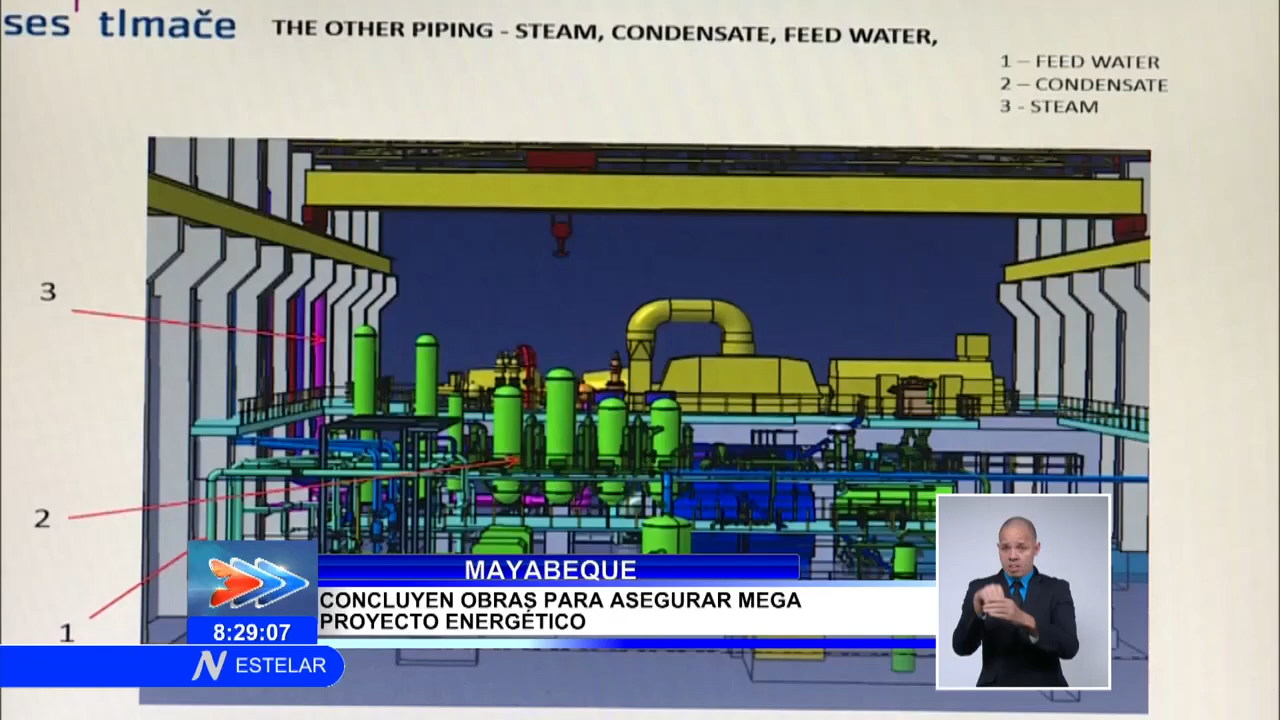 ses tlmače
THE OTHER PIPING - STEAM, CONDENSATE, FEED WATER,
1 – FEED WATER
2 – CONDENSATE
3 - STEAM
3
2
1
MAYABEQUE
CONCLUYEN OBRAS PARA ASEGURAR MEGA
PROYECTO ENERGÉTICO
8:29:07
N ESTELAR